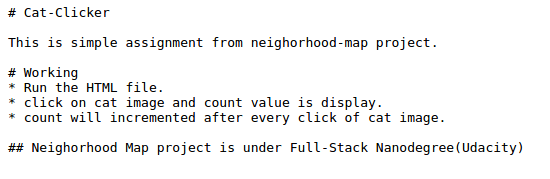 # Cat-Clicker
This is simple assignment from neighorhood-map project.
# Working
* Run the HTML file.
* click on cat image and count value is display.
* count will incremented after every click of cat image.
## Neighorhood Map project is under Full-Stack Nanodegree(Udacity)